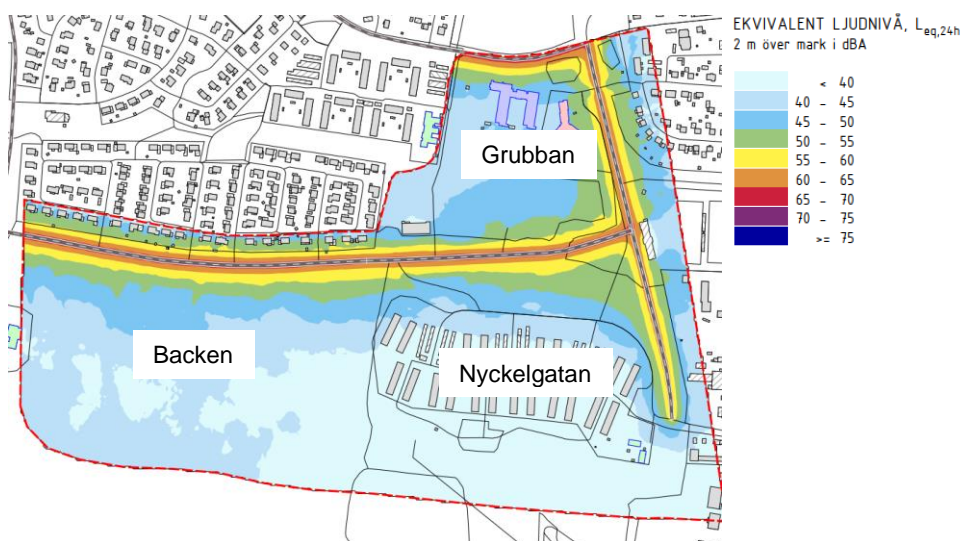 EKVIVALENT LJUDNIVÅ, Leq,24h
2 m över mark i dBA
< 40
40 - 45
45 - 50
50 - 55
55 - 60
60 - 65
65 - 70
70 - 75
>= 75
Grubban
Backen
Nyckelgatan